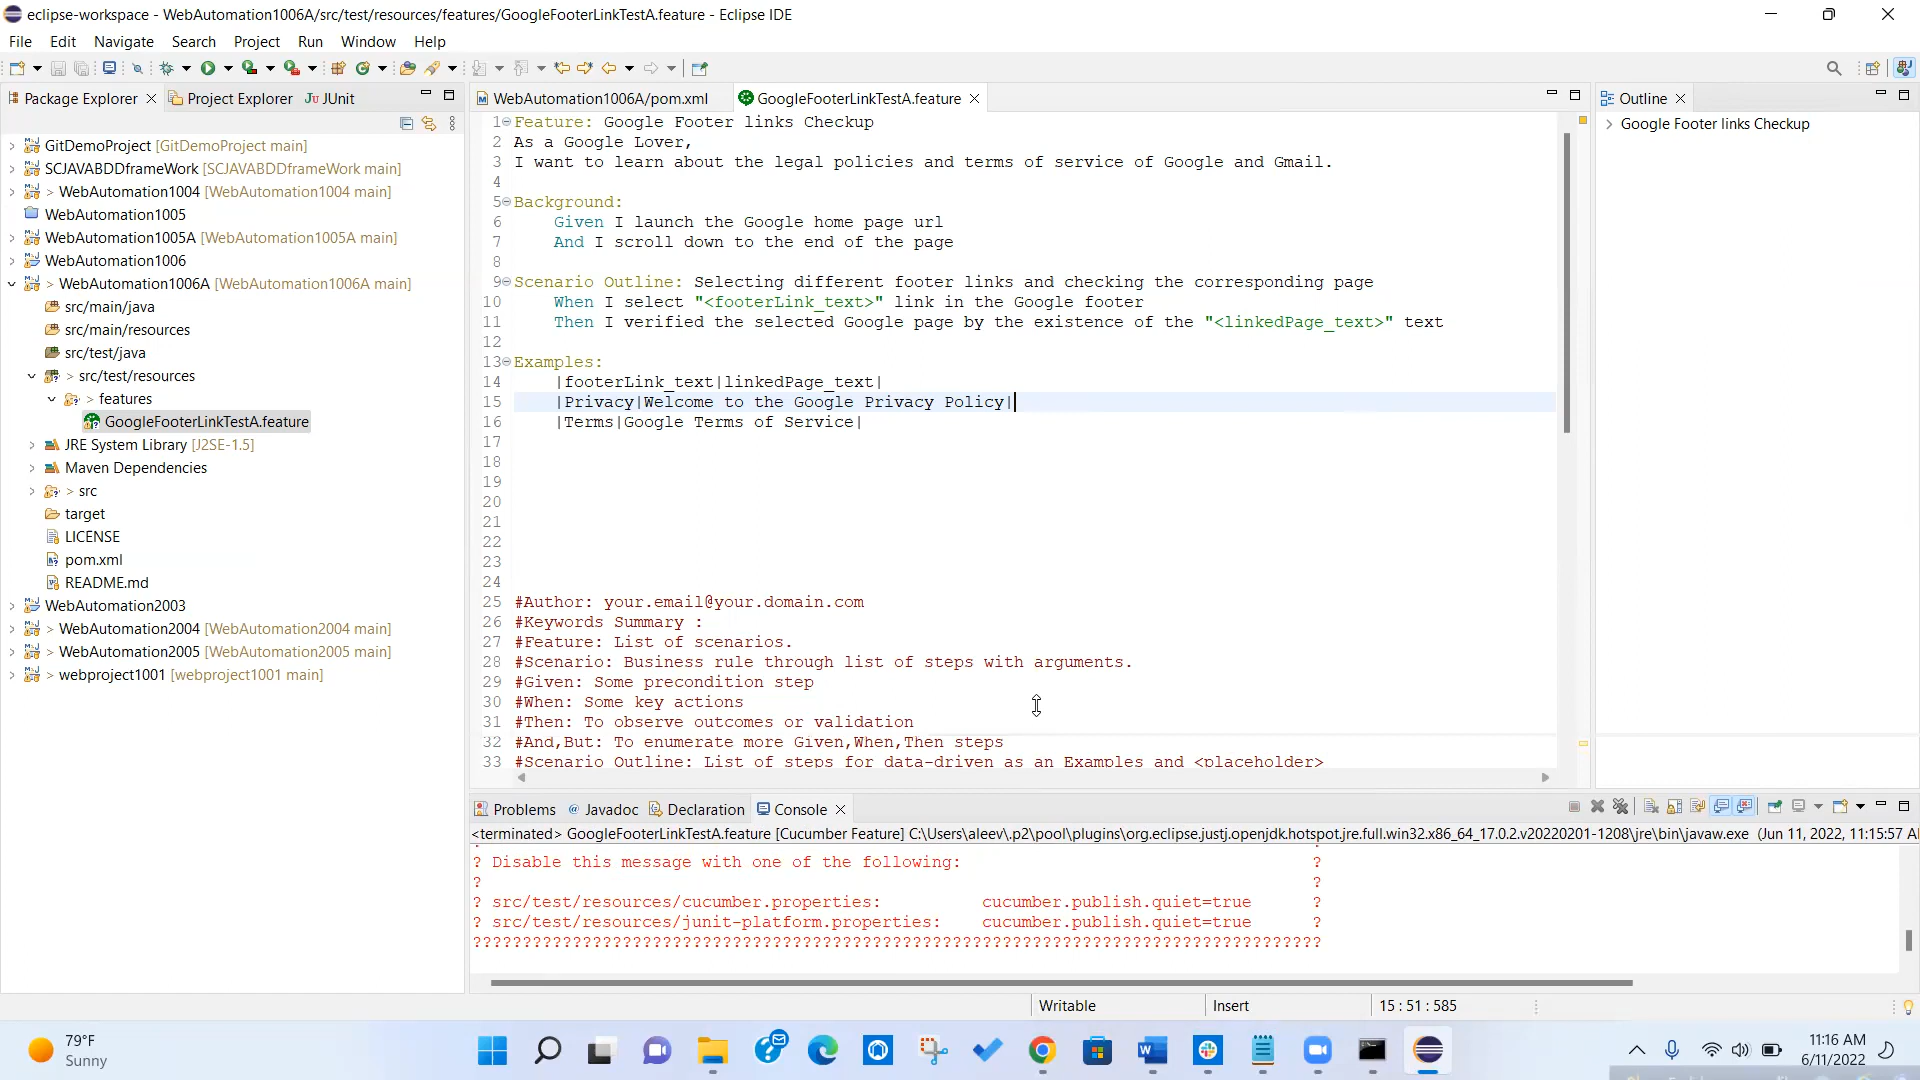 eclipse-workspace - WebAutomation1006A/src/test/resources/features/GoogleFooterLinkTestA.feature - Eclipse IDE
File Edit Navigate Search Project Run Window Help
Package Explorer Project Explorer JUnit
GitDemoProject [GitDemoProject main]
SCJAVABDDframeWork [SCJAVABDDframeWork main]
> WebAutomation1004 [WebAutomation1004 main]
WebAutomation1005
WebAutomation1005A [WebAutomation1005A main]
WebAutomation1006
> WebAutomation1006A [WebAutomation1006A main]
src/main/java
src/main/resources
src/test/java
> src/test/resources
> features
GoogleFooterLinkTestA.feature
JRE System Library [J2SE-1.5]
Maven Dependencies
> src
target
LICENSE
pom.xml
README.md
WebAutomation2003
> WebAutomation2004 [WebAutomation2004 main]
> WebAutomation2005 [WebAutomation2005 main]
> webproject1001 [webproject1001 main]
WebAutomation1006A/pom.xml GoogleFooterLinkTestA.feature
1 Feature: Google Footer links Checkup
2 As a Google Lover,
3 I want to learn about the legal policies and terms of service of Google and Gmail.
4
5 Background:
6 Given I launch the Google home page url
7 And I scroll down to the end of the page
8
9 Scenario Outline: Selecting different footer links and checking the corresponding page
10 When I select "<footerLink_text>" link in the Google footer
11 Then I verified the selected Google page by the existence of the "<linkedPage_text>" text
12
13 Examples:
14 |footerLink_text|linkedPage_text|
15 |Privacy|Welcome to the Google Privacy Policy|
16 |Terms|Google Terms of Service|
17
18
19
20
21
22
23
24
25 #Author: your.email@your.domain.com
26 #Keywords Summary :
27 #Feature: List of scenarios.
28 #Scenario: Business rule through list of steps with arguments.
29 #Given: Some precondition step
30 #When: Some key actions
31 #Then: To observe outcomes or validation
32 #And,But: To enumerate more Given,When,Then steps
33 #Scenario Outline: List of steps for data-driven as an Examples and <placeholder>
Outline
Google Footer links Checkup
Problems Javadoc Declaration Console
<terminated> GoogleFooterLinkTestA.feature [Cucumber Feature] C:\Users\aleev\.p2\pool\plugins\org.eclipse.justj.openjdk.hotspot.jre.full.win32.x86_64_17.0.2.v20220201-1208\jre\bin\javaw.exe (Jun 11, 2022, 11:15:57 A
? Disable this message with one of the following: ?
? ?
? src/test/resources/cucumber.properties: cucumber.publish.quiet=true ?
? src/test/resources/junit-platform.properties: cucumber.publish.quiet=true ?
???????????????????????????????????????????????????????????????????????????????????
Writable Insert 15 : 51 : 585
79°F
Sunny
11:16 AM
6/11/2022